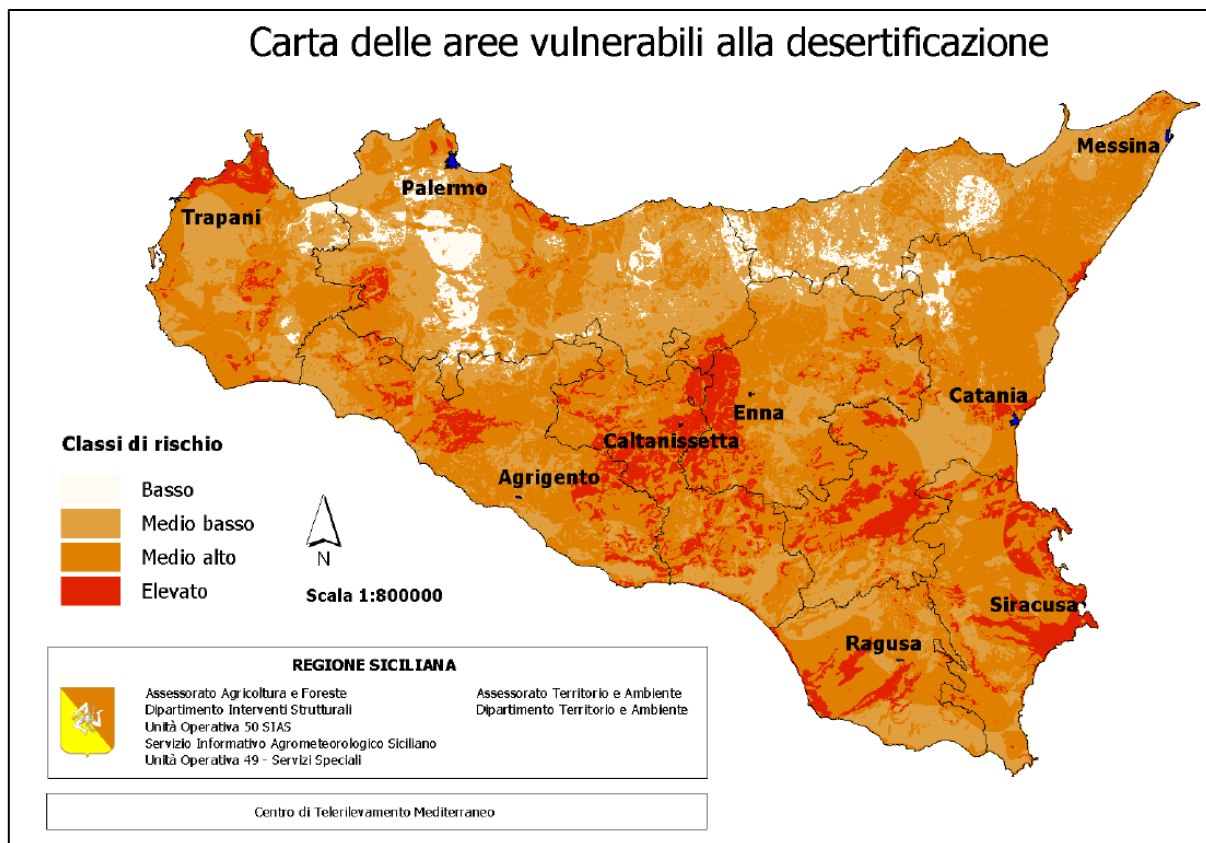 Carta delle aree vulnerabili alla desertificazione
Messina
Palermo
Trapani
Catania
Enna
Caltanissetta
Agrigento
Siracusa
Ragusa
Classi di rischio
Basso
Medio basso
Medio alto
Elevato
N
Scala 1:800000
REGIONE SICILIANA
Assessorato Agricoltura e Foreste
Dipartimento Interventi Strutturali
Unità Operativa 50 SIAS
Servizio Informativo Agrometeorologico Siciliano
Unità Operativa 49 - Servizi Speciali
Assessorato Territorio e Ambiente
Dipartimento Territorio e Ambiente
Centro di Telerilevamento Mediterraneo